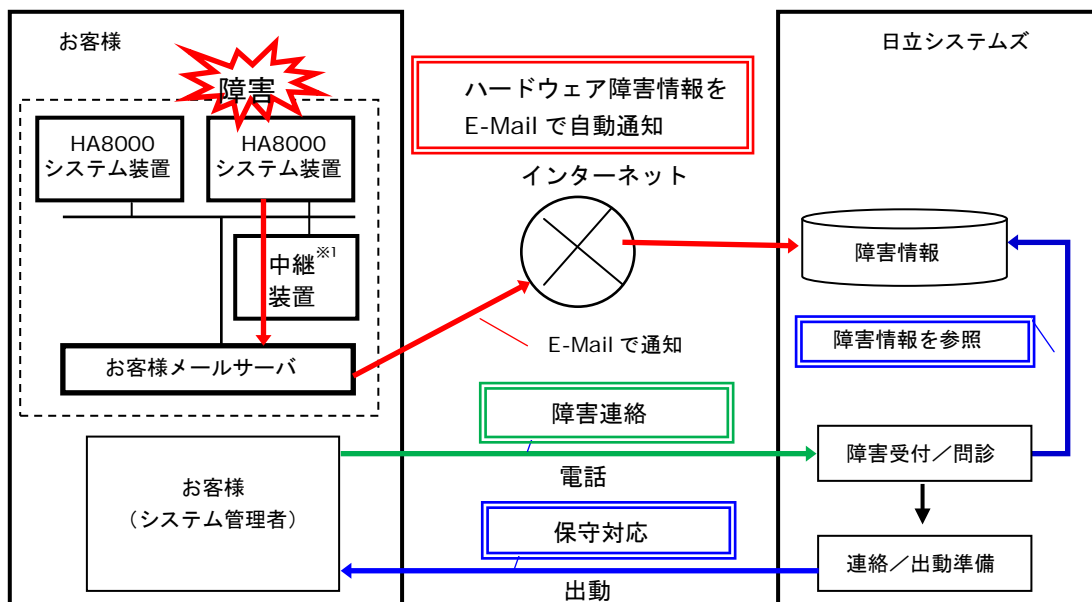 お客様
日立システムズ
障害
HA8000
システム装置
HA8000
システム装置
ハードウェア障害情報を
E-Mail で自動通知
インターネット
中継※1
装置
障害情報
障害情報を参照
お客様メールサーバ
E-Mail で通知
障害連絡
電話
障害受付／問診
お客様
（システム管理者）
保守対応
出動
連絡／出動準備